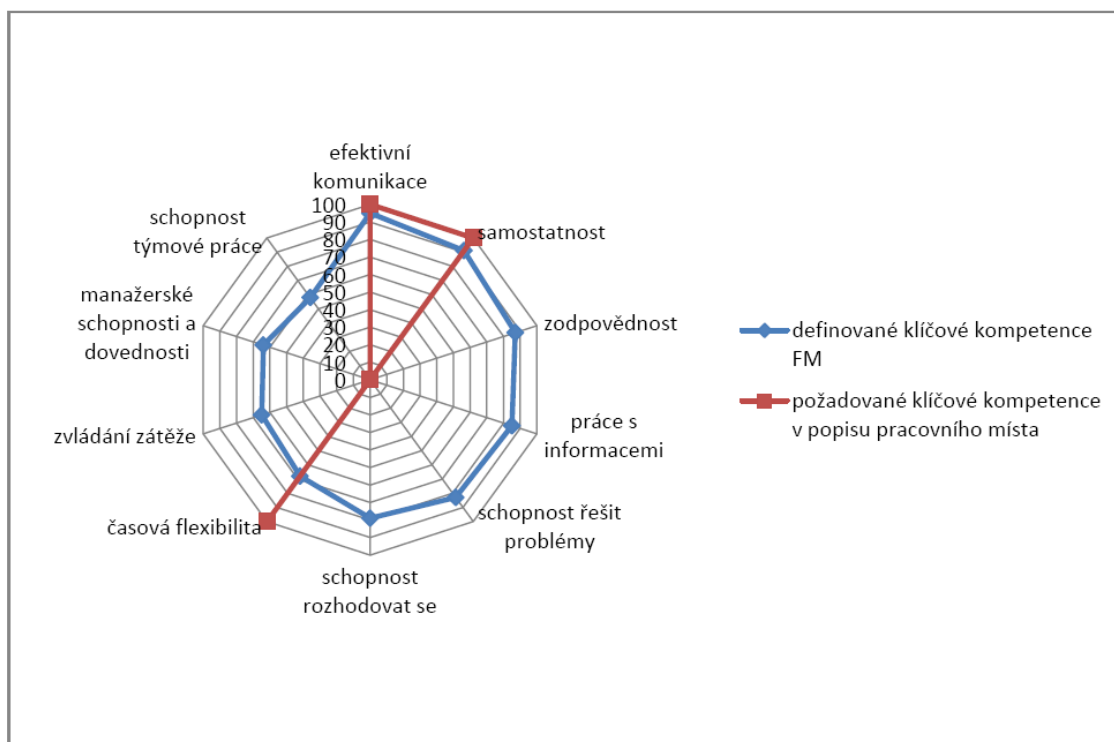 efektivní
komunikace
samostatnost
zodpovědnost
práce s
informacemi
schopnost řešit
problémy
schopnost
rozhodovat se
časová flexibilita
zvládání zátěže
manažerské
schopnosti a
dovednosti
schopnost
týmové práce
100
90
80
70
60
50
40
30
20
10
0
definované klíčové kompetence
FM
požadované klíčové kompetence
v popisu pracovního místa